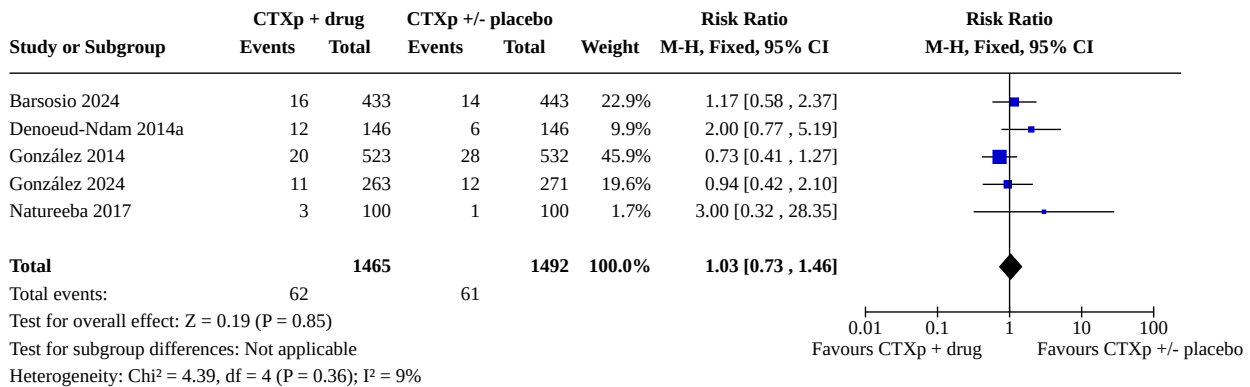 CTXp + drug CTXp +/- placebo Risk Ratio Risk Ratio
Study or Subgroup Events Total Events Total Weight M-H, Fixed, 95% CI M-H, Fixed, 95% CI
Barsosio 2024 16 433 14 443 22.9% 1.17 [0.58 , 2.37]
Denoeud-Ndam 2014a 12 146 6 146 9.9% 2.00 [0.77 , 5.19]
González 2014 20 523 28 532 45.9% 0.73 [0.41 , 1.27]
González 2024 11 263 12 271 19.6% 0.94 [0.42 , 2.10]
Natureeba 2017 3 100 1 100 1.7% 3.00 [0.32 , 28.35]
Total 1465 1492 100.0% 1.03 [0.73 , 1.46]
Total events: 62 61
Test for overall effect: Z = 0.19 (P = 0.85)
0.01 0.1 1 10 100
Test for subgroup differences: Not applicable
Favours CTXp + drug Favours CTXp +/- placebo
Heterogeneity: Chi² = 4.39, df = 4 (P = 0.36); I² = 9%